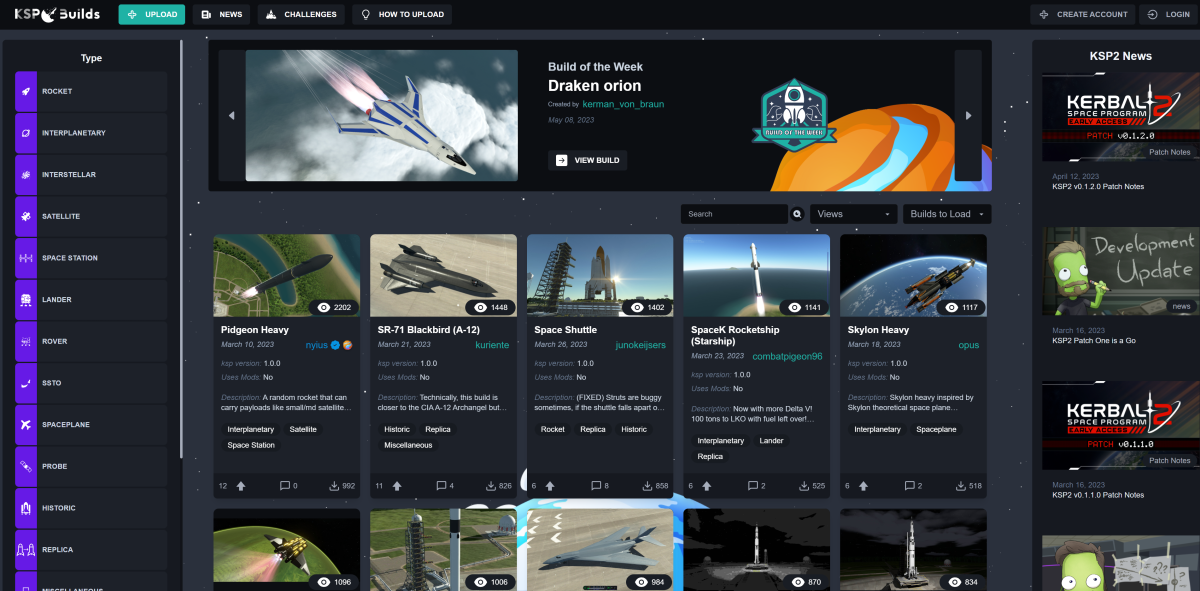 KSP Builds
UPLOAD
NEWS
CHALLENGES
HOW TO UPLOAD
CREATE ACCOUNT
LOGIN
Type
ROCKET
INTERPLANETARY
INTERSTELLAR
SATELLITE
SPACE STATION
LANDER
ROVER
SSTO
SPACEPLANE
PROBE
HISTORIC
REPLICA
MISCELLANEOUS
Build of the Week
Draken orion
Created by kerman_von_braun
May 08, 2023
VIEW BUILD
BUILD OF THE WEEK
Search
Views
Builds to Load
2202
Pidgeon Heavy
March 10, 2023 nyius
ksp version: 1.0.0
Uses Mods: No
Description: A random rocket that can
carry payloads like small/md satellite…
Interplanetary Satellite
Space Station
12 0 992
1448
SR-71 Blackbird (A-12)
March 21, 2023 kuriente
ksp version: 1.0.0
Uses Mods: No
Description: Technically, this build is
closer to the CIA A-12 Archangel but…
Historic Replica
Miscellaneous
11 4 826
1402
Space Shuttle
March 26, 2023 junokeijsers
ksp version: 1.0.0
Uses Mods: No
Description: (FIXED) Struts are buggy
sometimes, if the shuttle falls apart o…
Rocket Replica Historic
6 8 858
1141
SpaceK Rocketship
(Starship)
March 23, 2023 combatpigeon96
ksp version: 1.0.0
Uses Mods: No
Description: Now with more Delta V!
100 tons to LKO with fuel left over!…
Interplanetary Lander
Replica
6 2 525
1117
Skylon Heavy
March 18, 2023 opus
ksp version: 1.0.0
Uses Mods: No
Description: Skylon heavy inspired by
Skylon theoretical space plane…
Interplanetary Spaceplane
6 2 518
1096
1006
984
870
834
KSP2 News
KERBAL 2
SPACE PROGRAM
EARLY ACCESS
PATCH v0.1.2.0
Patch Notes
April 12, 2023
KSP2 v0.1.2.0 Patch Notes
Development
Update
news
March 16, 2023
KSP2 Patch One is a Go
KERBAL 2
SPACE PROGRAM
EARLY ACCESS
PATCH v0.1.1.0
Patch Notes
March 16, 2023
KSP2 v0.1.1.0 Patch Notes